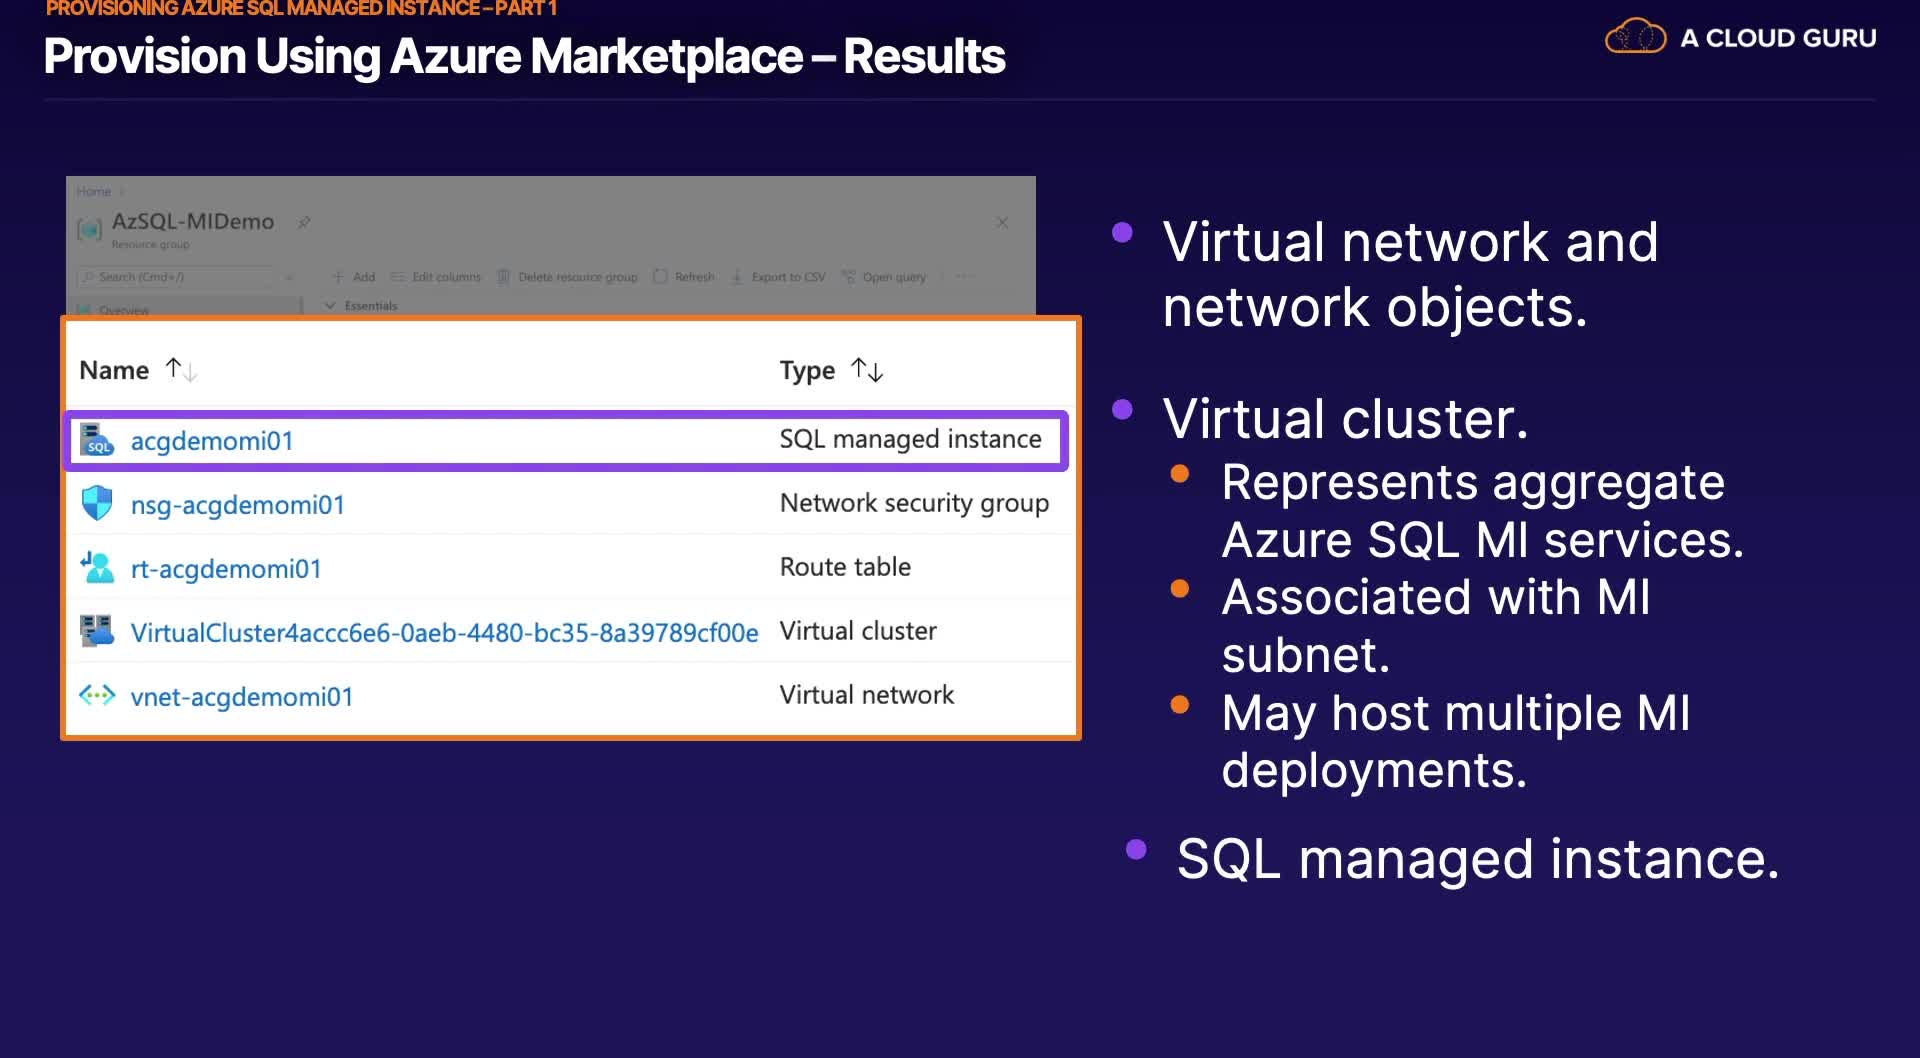 PROVISIONING AZURE SQL MANAGED INSTANCE – PART 1
Provision Using Azure Marketplace – Results
A CLOUD GURU
Home
AzSQL-MIDemo
Resource group
Search (Cmd+/)
Add
Edit columns
Delete resource group
Refresh
Export to CSV
Open query
Overview
Essentials
Name
Type
acgdemomi01
SQL managed instance
nsg-acgdemomi01
Network security group
rt-acgdemomi01
Route table
VirtualCluster4accc6e6-0aeb-4480-bc35-8a39789cf00e
Virtual cluster
vnet-acgdemomi01
Virtual network
Virtual network and
network objects.
Virtual cluster.
Represents aggregate
Azure SQL MI services.
Associated with MI
subnet.
May host multiple MI
deployments.
SQL managed instance.